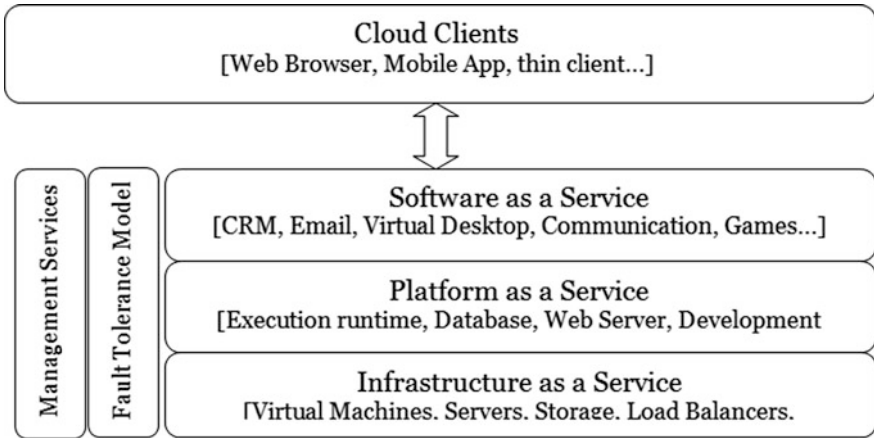 Cloud Clients
[Web Browser, Mobile App, thin client...]
Management Services
Fault Tolerance Model
Software as a Service
[CRM, Email, Virtual Desktop, Communication, Games...]
Platform as a Service
[Execution runtime, Database, Web Server, Development
Infrastructure as a Service
[Virtual Machines, Servers, Storage, Load Balancers,